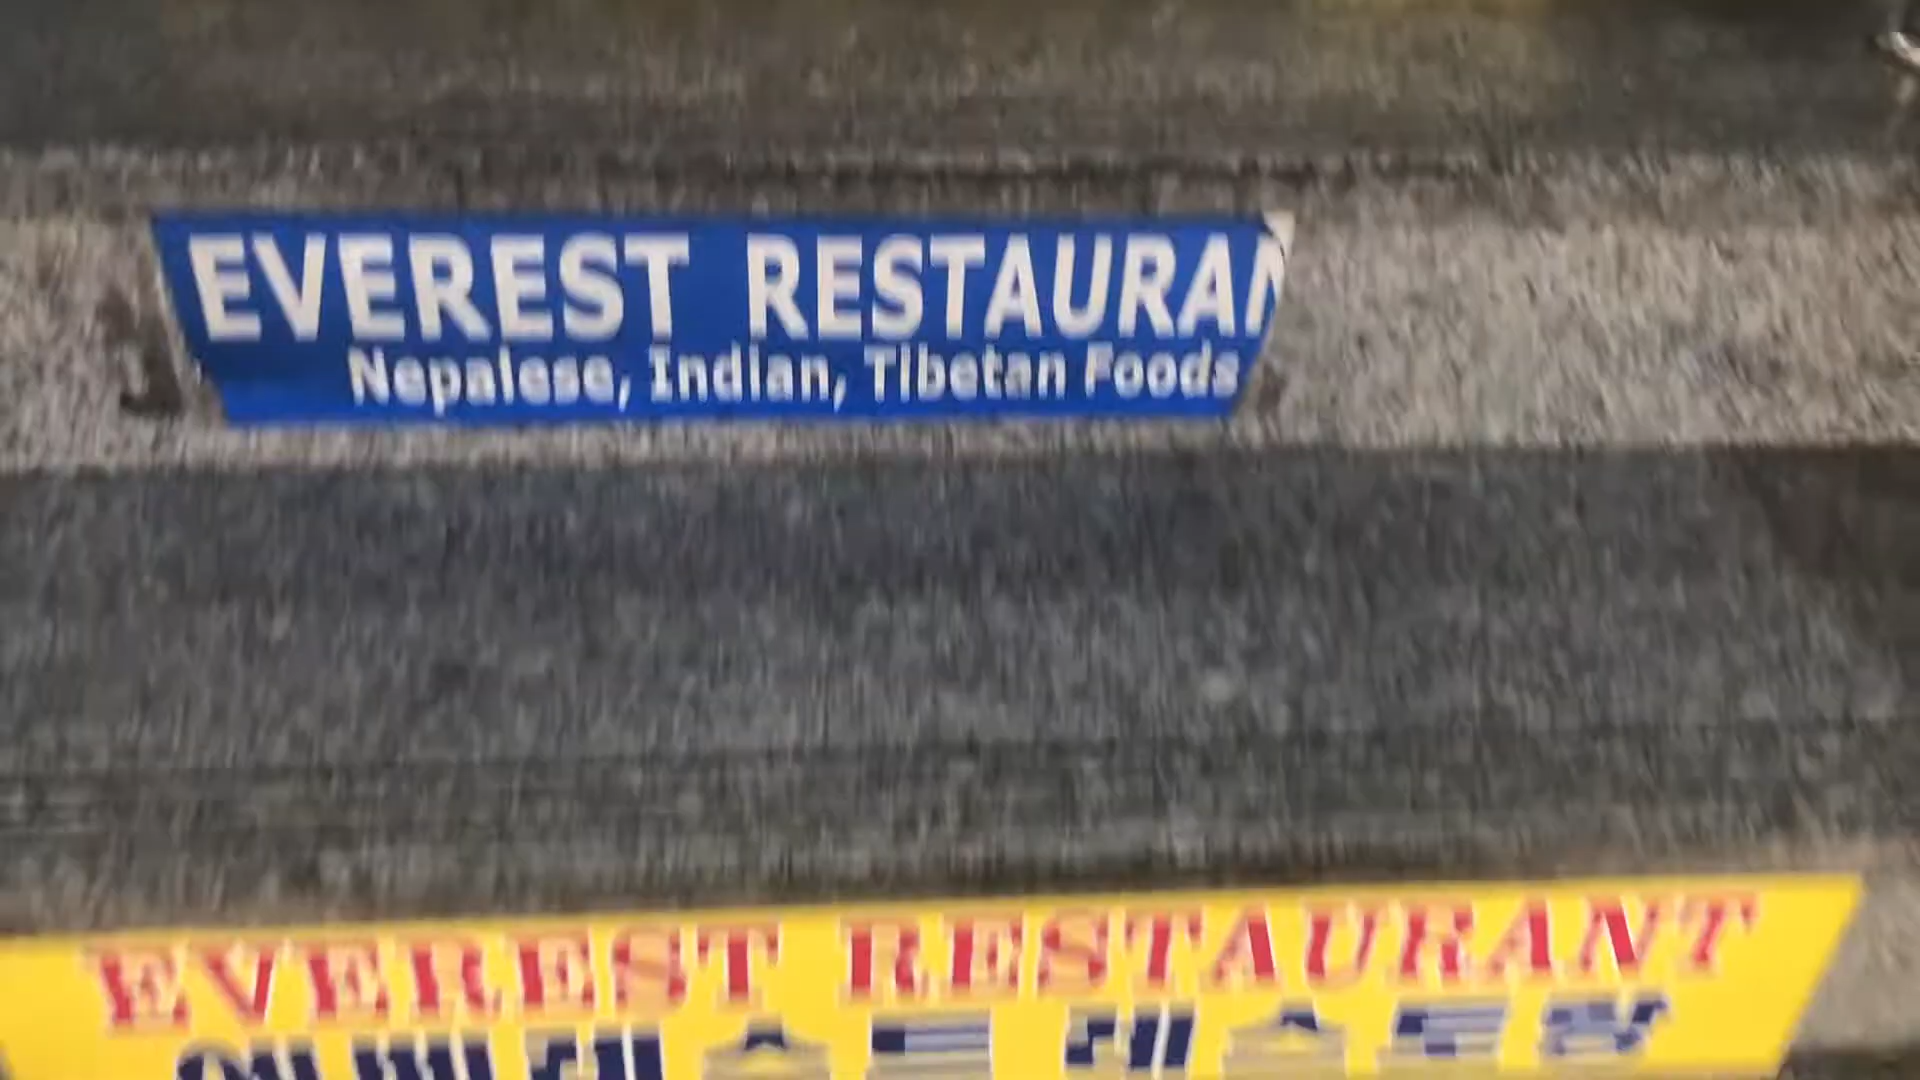 EVEREST RESTAURAN
Nepalese, Indian, Tibetan Foods
EVEREST RESTAURANT